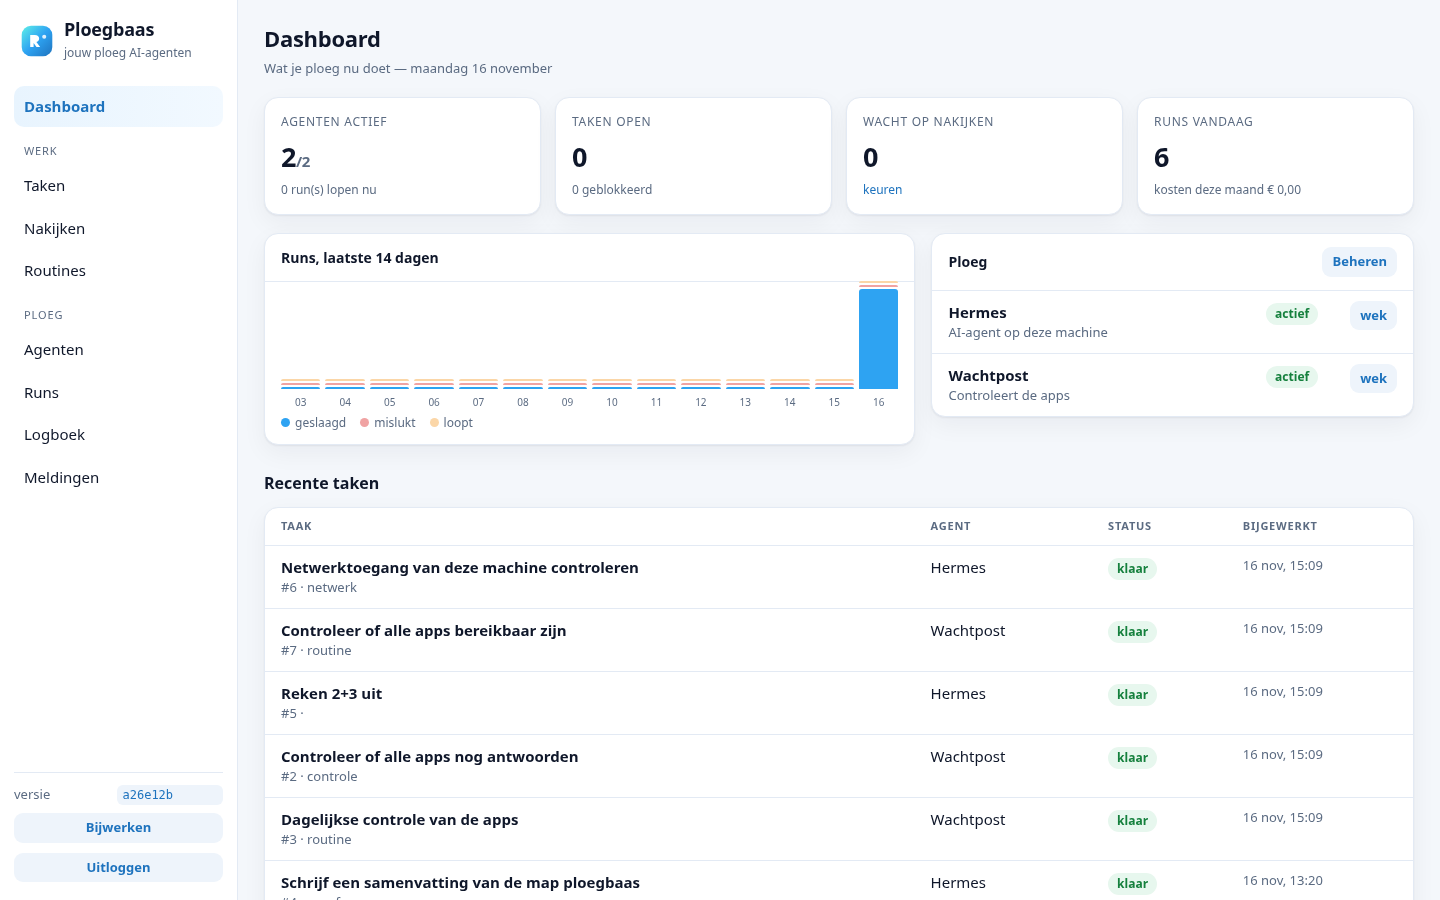 Ploegbaas
jouw ploeg AI-agenten
Dashboard
WERK
Taken
Nakijken
Routines
PLOEG
Agenten
Runs
Logboek
Meldingen
versie a26e12b
Bijwerken
Uitloggen
Dashboard
Wat je ploeg nu doet — maandag 16 november
AGENTEN ACTIEF
2/2
0 run(s) lopen nu
TAKEN OPEN
0
0 geblokkeerd
WACHT OP NAKIJKEN
0
keuren
RUNS VANDAAG
6
kosten deze maand € 0,00
Runs, laatste 14 dagen
03 04 05 06 07 08 09 10 11 12 13 14 15 16
geslaagd mislukt loopt
Ploeg Beheren
Hermes actief wek
AI-agent op deze machine
Wachtpost actief wek
Controleert de apps
Recente taken
TAAK AGENT STATUS BIJGEWERKT
Netwerktoegang van deze machine controleren Hermes klaar 16 nov, 15:09
#6 · netwerk
Controleer of alle apps bereikbaar zijn Wachtpost klaar 16 nov, 15:09
#7 · routine
Reken 2+3 uit Hermes klaar 16 nov, 15:09
#5 ·
Controleer of alle apps nog antwoorden Wachtpost klaar 16 nov, 15:09
#2 · controle
Dagelijkse controle van de apps Wachtpost klaar 16 nov, 15:09
#3 · routine
Schrijf een samenvatting van de map ploegbaas Hermes klaar 16 nov, 13:20